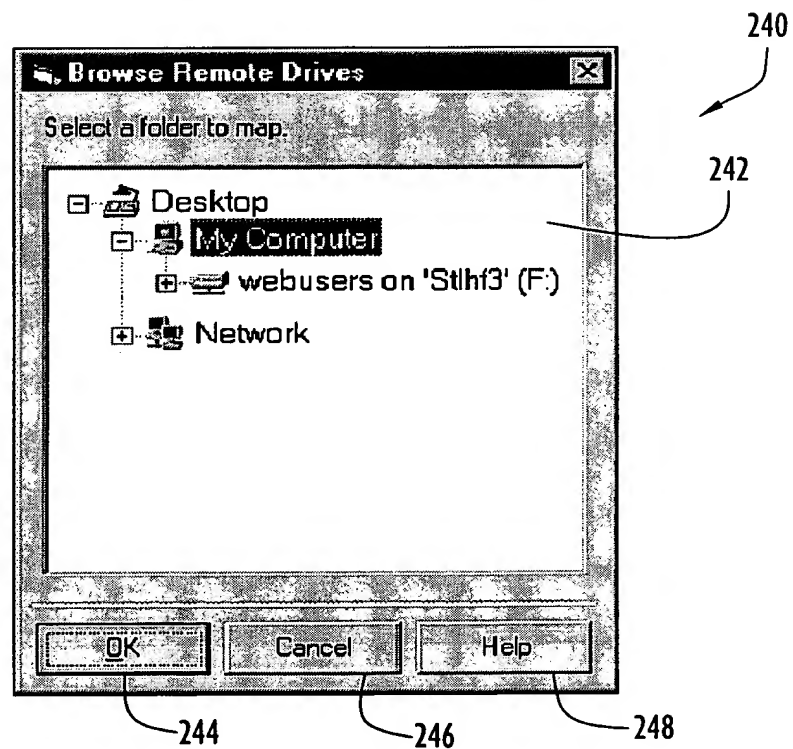 240
Browse Remote Drives
Select a folder to map.
242
Desktop
My Computer
webusers on 'Stlhf3' (F:)
Network
OK Cancel Help
244 246 248